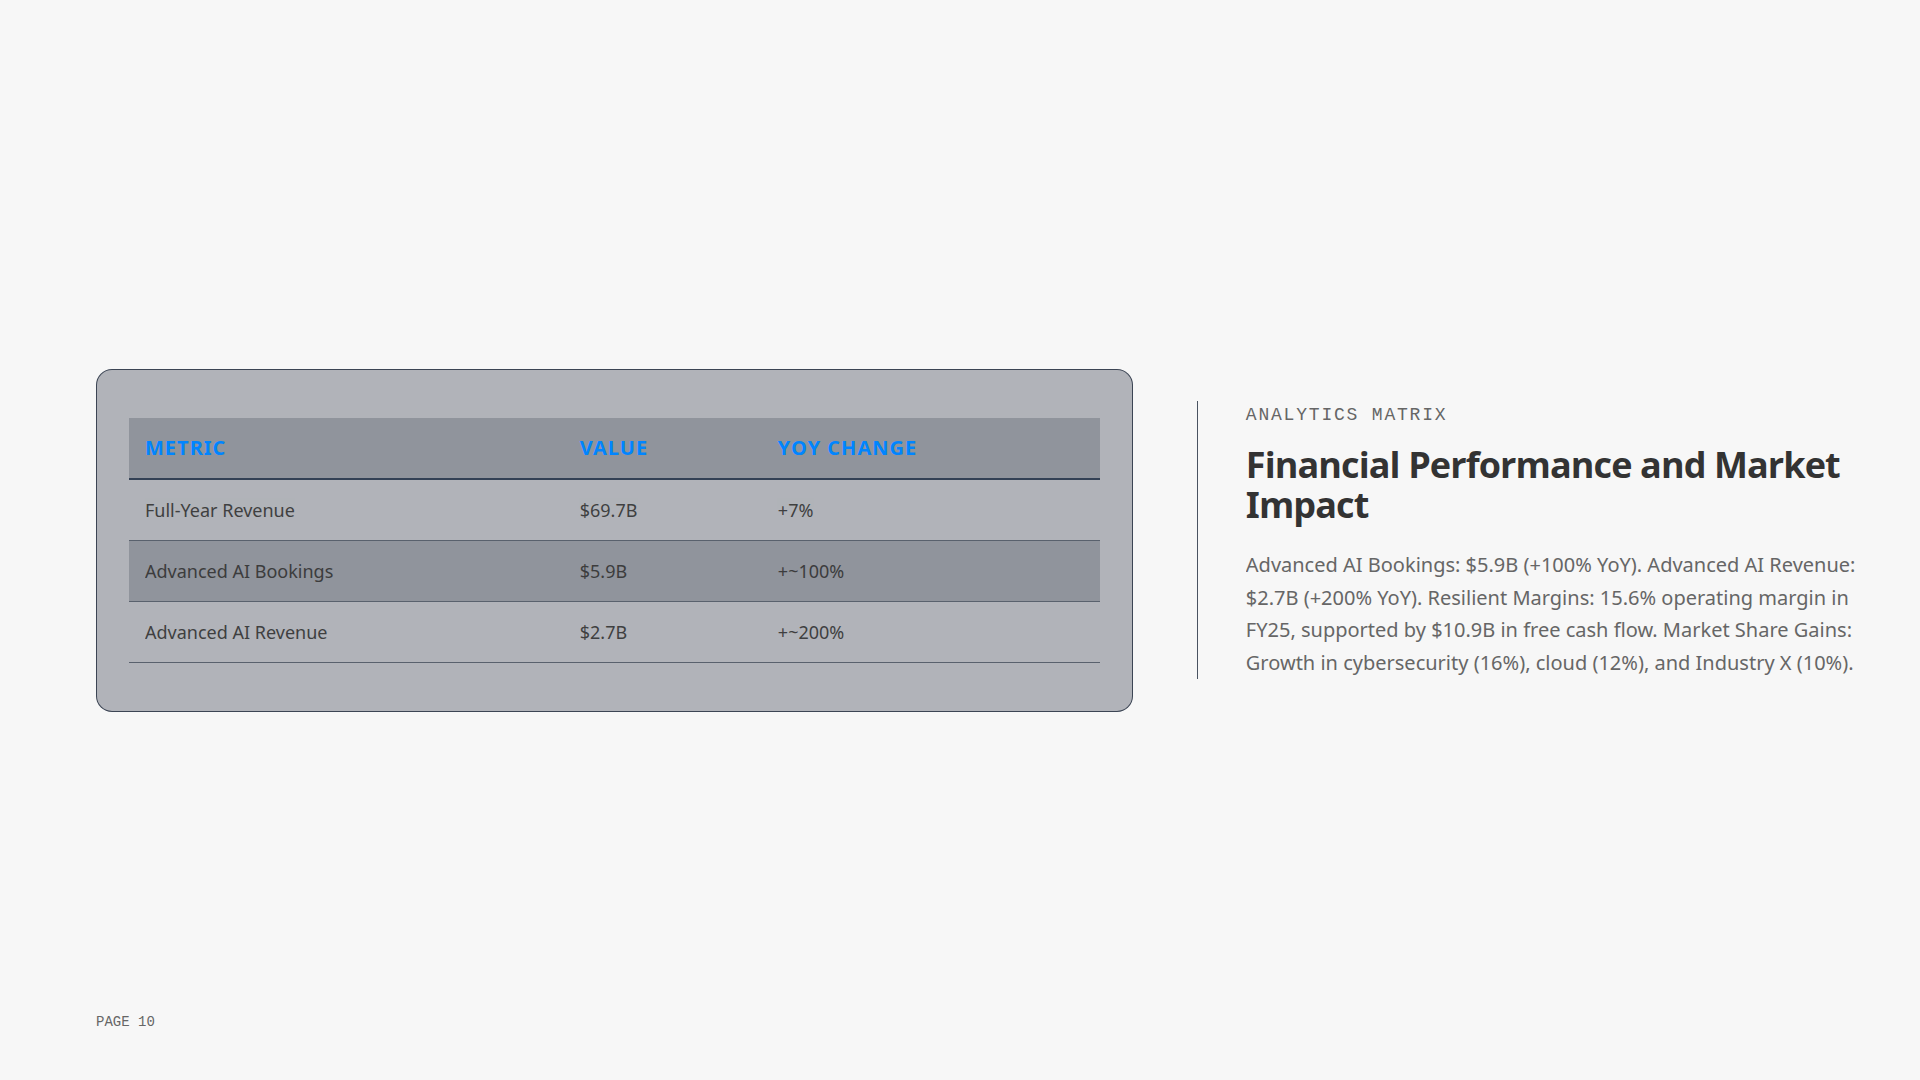 METRIC VALUE YOY CHANGE
Full-Year Revenue $69.7B +7%
Advanced AI Bookings $5.9B +~100%
Advanced AI Revenue $2.7B +~200%
ANALYTICS MATRIX
Financial Performance and Market
Impact
Advanced AI Bookings: $5.9B (+100% YoY). Advanced AI Revenue:
$2.7B (+200% YoY). Resilient Margins: 15.6% operating margin in
FY25, supported by $10.9B in free cash flow. Market Share Gains:
Growth in cybersecurity (16%), cloud (12%), and Industry X (10%).
PAGE 10